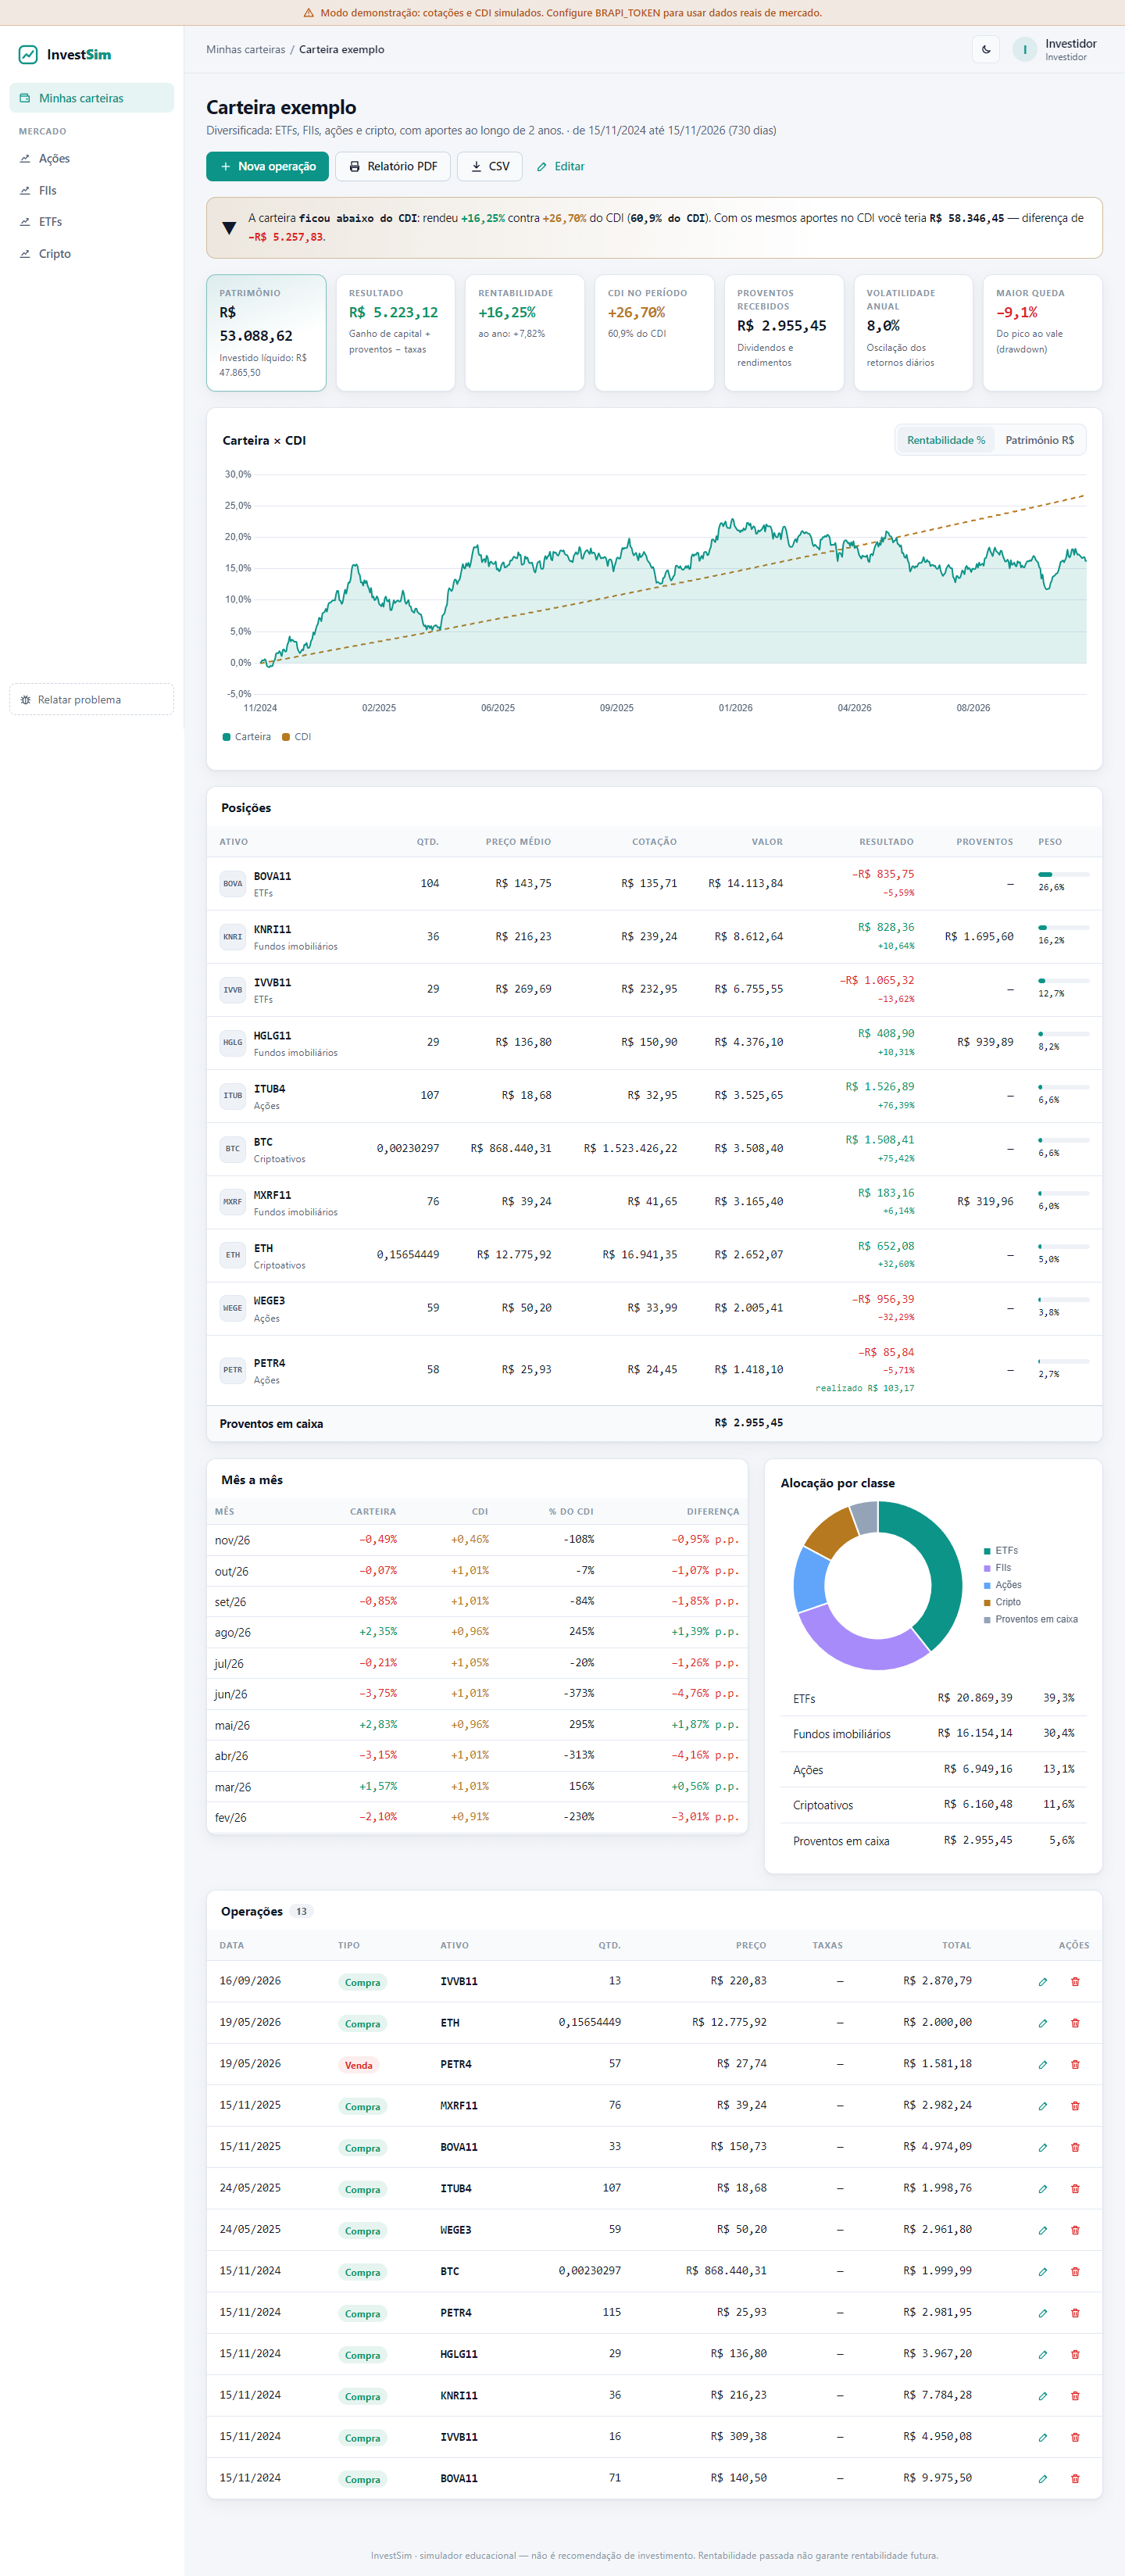 Modo demonstração: cotações e CDI simulados. Configure BRAPI_TOKEN para usar dados reais de mercado.
InvestSim
Minhas carteiras
MERCADO
Ações
FIIs
ETFs
Cripto
Relatar problema
Minhas carteiras / Carteira exemplo
I
Investidor
Investidor
Carteira exemplo
Diversificada: ETFs, FIIs, ações e cripto, com aportes ao longo de 2 anos. · de 15/11/2024 até 15/11/2026 (730 dias)
Nova operação
Relatório PDF
CSV
Editar
▼
A carteira ficou abaixo do CDI: rendeu +16,25% contra +26,70% do CDI (60,9% do CDI). Com os mesmos aportes no CDI você teria R$ 58.346,45 — diferença de
−R$ 5.257,83.
PATRIMÔNIO
R$
53.088,62
Investido líquido: R$
47.865,50
RESULTADO
R$ 5.223,12
Ganho de capital +
proventos − taxas
RENTABILIDADE
+16,25%
ao ano: +7,82%
CDI NO PERÍODO
+26,70%
60,9% do CDI
PROVENTOS
RECEBIDOS
R$ 2.955,45
Dividendos e
rendimentos
VOLATILIDADE
ANUAL
8,0%
Oscilação dos
retornos diários
MAIOR QUEDA
−9,1%
Do pico ao vale
(drawdown)
Carteira × CDI
Rentabilidade %
Patrimônio R$
30,0%
25,0%
20,0%
15,0%
10,0%
5,0%
0,0%
-5,0%
11/2024 02/2025 06/2025 09/2025 01/2026 04/2026 08/2026
Carteira CDI
Posições
ATIVO QTD. PREÇO MÉDIO COTAÇÃO VALOR RESULTADO PROVENTOS PESO
BOVA BOVA11 ETFs 104 R$ 143,75 R$ 135,71 R$ 14.113,84 −R$ 835,75 −5,59% — 26,6%
KNRI KNRI11 Fundos imobiliários 36 R$ 216,23 R$ 239,24 R$ 8.612,64 R$ 828,36 +10,64% R$ 1.695,60 16,2%
IVVB IVVB11 ETFs 29 R$ 269,69 R$ 232,95 R$ 6.755,55 −R$ 1.065,32 −13,62% — 12,7%
HGLG HGLG11 Fundos imobiliários 29 R$ 136,80 R$ 150,90 R$ 4.376,10 R$ 408,90 +10,31% R$ 939,89 8,2%
ITUB ITUB4 Ações 107 R$ 18,68 R$ 32,95 R$ 3.525,65 R$ 1.526,89 +76,39% — 6,6%
BTC BTC Criptoativos 0,00230297 R$ 868.440,31 R$ 1.523.426,22 R$ 3.508,40 R$ 1.508,41 +75,42% — 6,6%
MXRF MXRF11 Fundos imobiliários 76 R$ 39,24 R$ 41,65 R$ 3.165,40 R$ 183,16 +6,14% R$ 319,96 6,0%
ETH ETH Criptoativos 0,15654449 R$ 12.775,92 R$ 16.941,35 R$ 2.652,07 R$ 652,08 +32,60% — 5,0%
WEGE WEGE3 Ações 59 R$ 50,20 R$ 33,99 R$ 2.005,41 −R$ 956,39 −32,29% — 3,8%
PETR PETR4 Ações 58 R$ 25,93 R$ 24,45 R$ 1.418,10 −R$ 85,84 −5,71% realizado R$ 103,17 — 2,7%
Proventos em caixa R$ 2.955,45
Mês a mês
MÊS CARTEIRA CDI % DO CDI DIFERENÇA
nov/26 −0,49% +0,46% -108% −0,95% p.p.
out/26 −0,07% +1,01% -7% −1,07% p.p.
set/26 −0,85% +1,01% -84% −1,85% p.p.
ago/26 +2,35% +0,96% 245% +1,39% p.p.
jul/26 −0,21% +1,05% -20% −1,26% p.p.
jun/26 −3,75% +1,01% -373% −4,76% p.p.
mai/26 +2,83% +0,96% 295% +1,87% p.p.
abr/26 −3,15% +1,01% -313% −4,16% p.p.
mar/26 +1,57% +1,01% 156% +0,56% p.p.
fev/26 −2,10% +0,91% -230% −3,01% p.p.
Alocação por classe
ETFs
FIIs
Ações
Cripto
Proventos em caixa
ETFs R$ 20.869,39 39,3%
Fundos imobiliários R$ 16.154,14 30,4%
Ações R$ 6.949,16 13,1%
Criptoativos R$ 6.160,48 11,6%
Proventos em caixa R$ 2.955,45 5,6%
Operações 13
DATA TIPO ATIVO QTD. PREÇO TAXAS TOTAL AÇÕES
16/09/2026 Compra IVVB11 13 R$ 220,83 — R$ 2.870,79
19/05/2026 Compra ETH 0,15654449 R$ 12.775,92 — R$ 2.000,00
19/05/2026 Venda PETR4 57 R$ 27,74 — R$ 1.581,18
15/11/2025 Compra MXRF11 76 R$ 39,24 — R$ 2.982,24
15/11/2025 Compra BOVA11 33 R$ 150,73 — R$ 4.974,09
24/05/2025 Compra ITUB4 107 R$ 18,68 — R$ 1.998,76
24/05/2025 Compra WEGE3 59 R$ 50,20 — R$ 2.961,80
15/11/2024 Compra BTC 0,00230297 R$ 868.440,31 — R$ 1.999,99
15/11/2024 Compra PETR4 115 R$ 25,93 — R$ 2.981,95
15/11/2024 Compra HGLG11 29 R$ 136,80 — R$ 3.967,20
15/11/2024 Compra KNRI11 36 R$ 216,23 — R$ 7.784,28
15/11/2024 Compra IVVB11 16 R$ 309,38 — R$ 4.950,08
15/11/2024 Compra BOVA11 71 R$ 140,50 — R$ 9.975,50
InvestSim · simulador educacional — não é recomendação de investimento. Rentabilidade passada não garante rentabilidade futura.